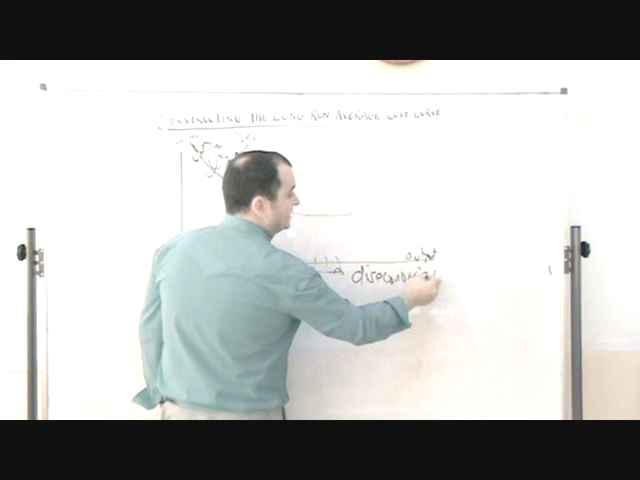 CONSTRUCTING THE LONG RUN AVERAGE COST CURVE
Output
diseconomies